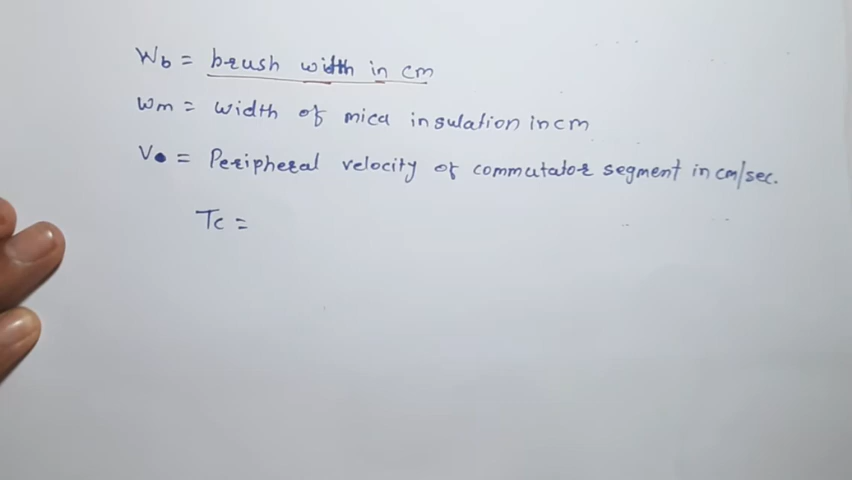 Wb = brush width in cm
Wm = width of mica insulation in cm
V = Peripheral velocity of commutator segment in cm/sec.
Tc =